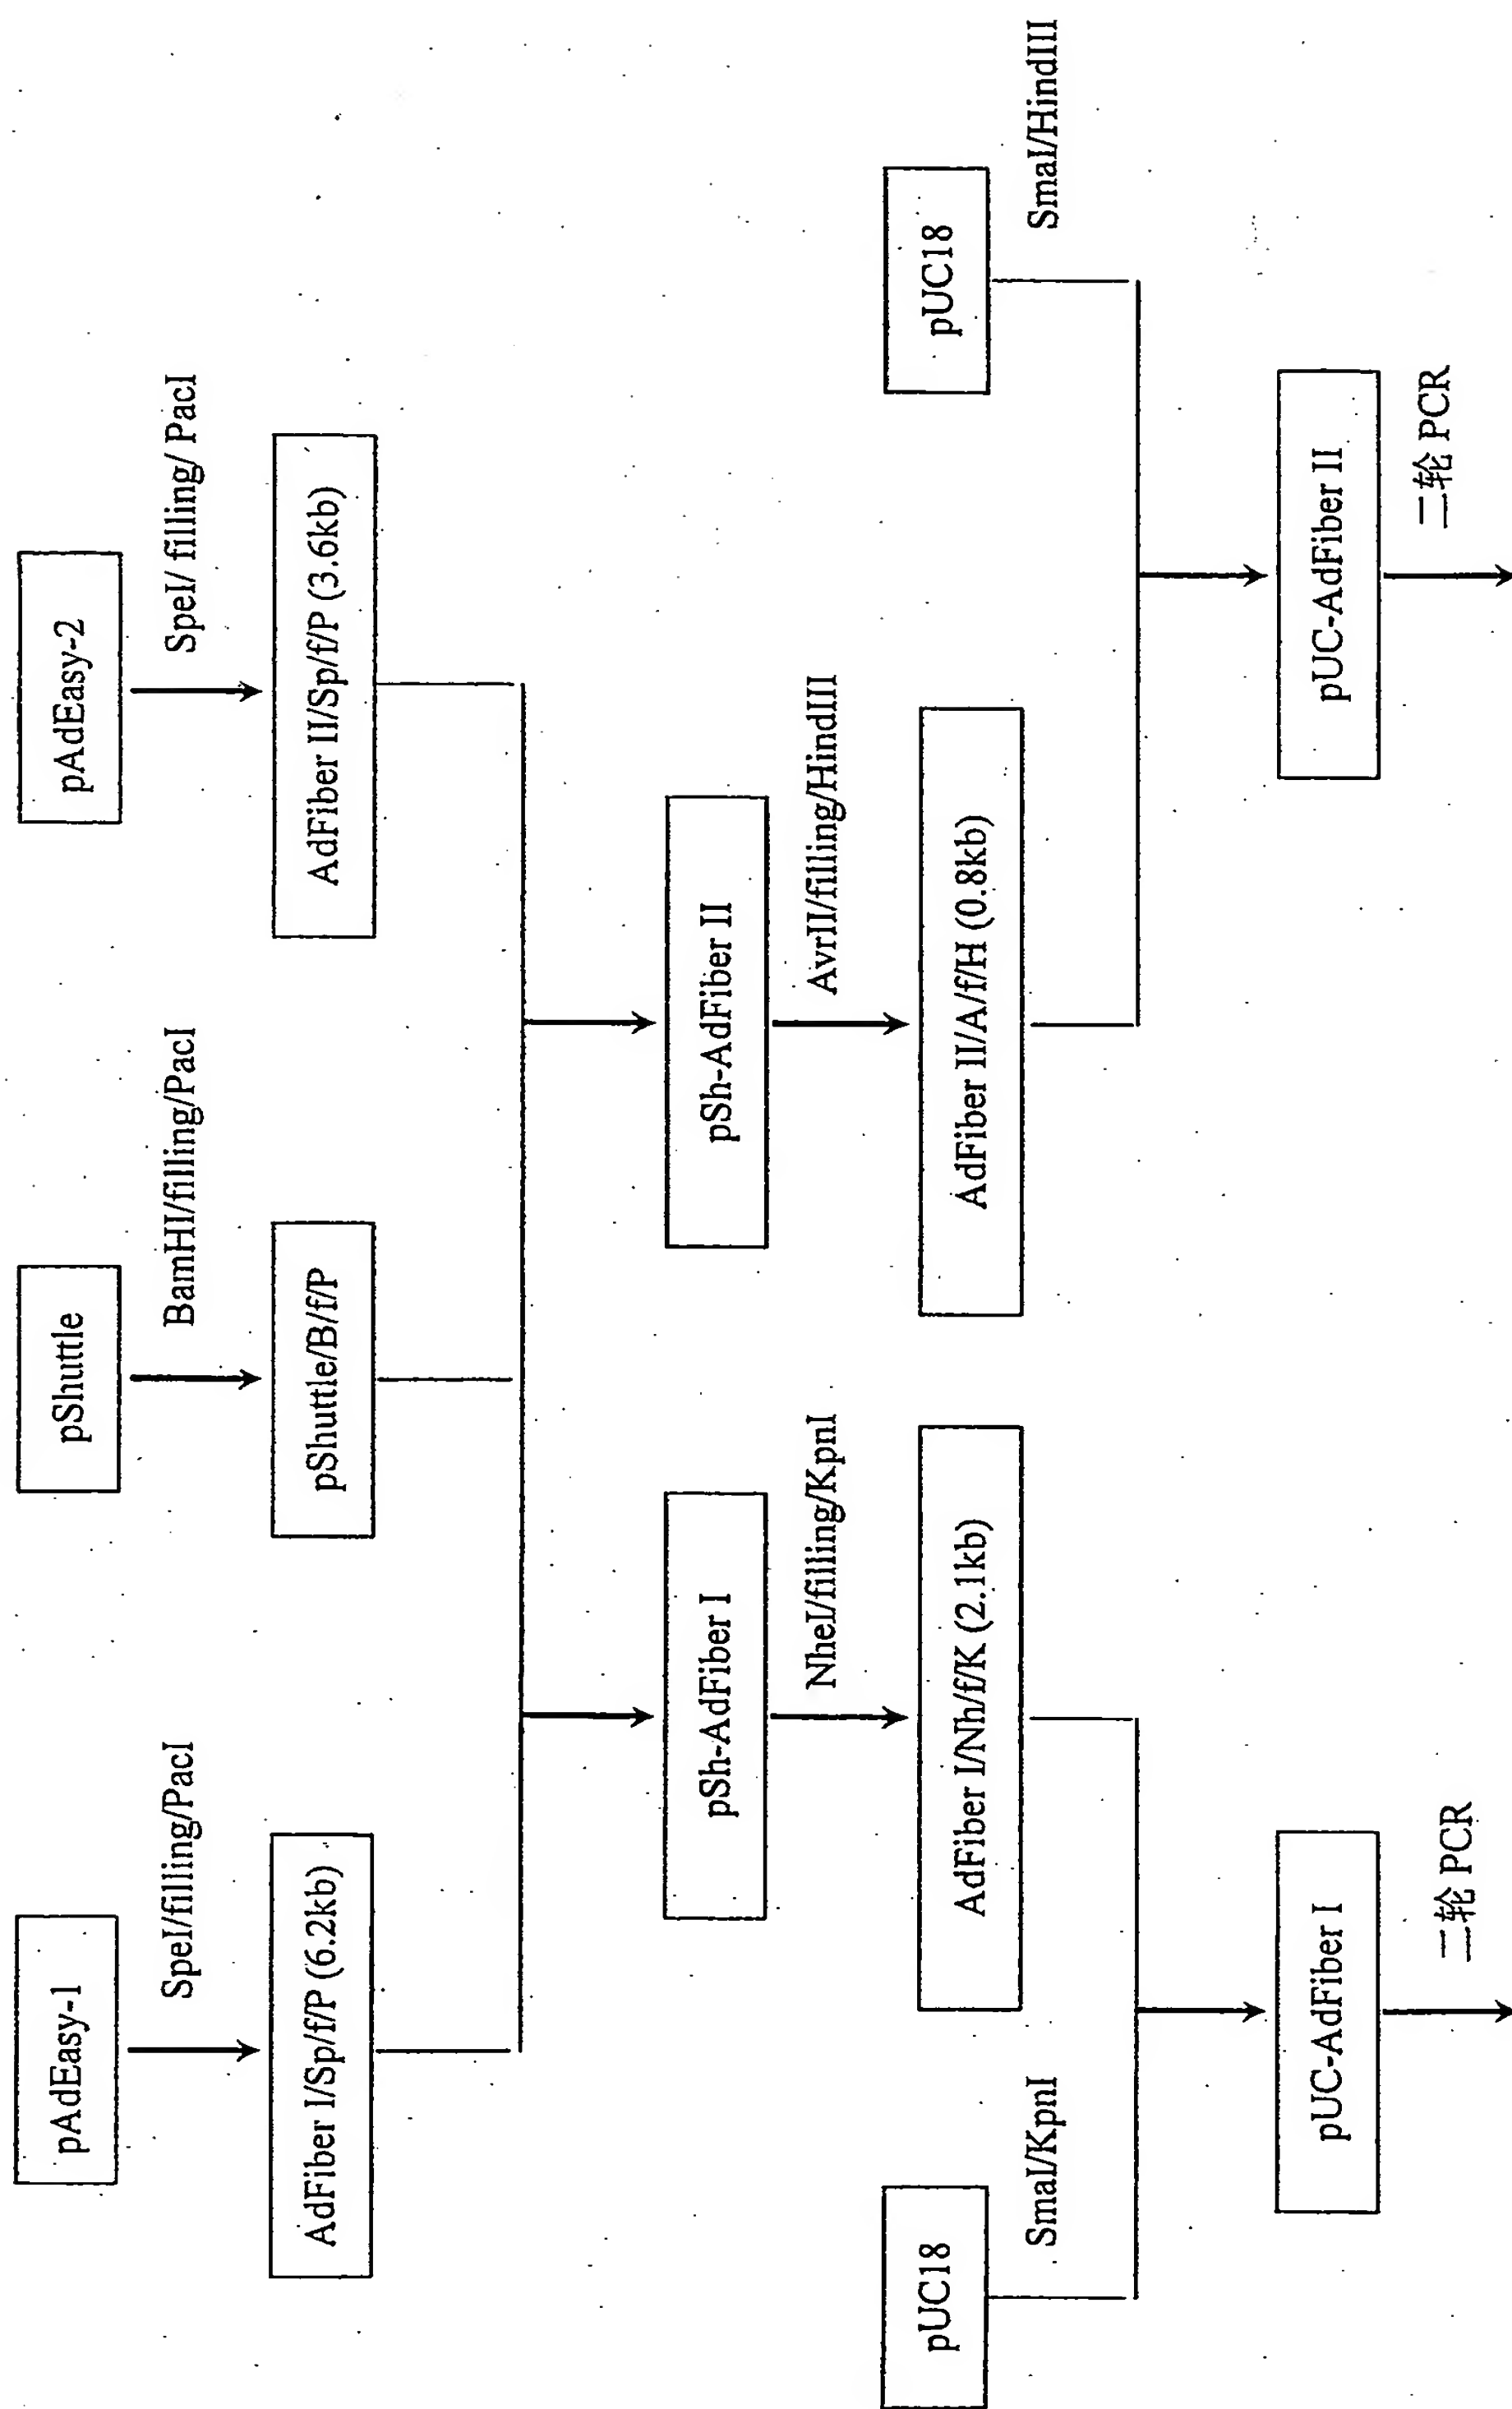 pAdEasy-1
pShuttle
pAdEasy-2
SpeI/filling/PacI
BamHI/filling/PacI
SpeI/ filling/ PacI
AdFiber I/Sp/f/P (6.2kb)
pShuttle/B/f/P
AdFiber II/Sp/f/P (3.6kb)
pSh-AdFiber I
pSh-AdFiber II
NheI/filling/KpnI
AvrII/filling/HindIII
pUC18
AdFiber I/Nh/f/K (2.1kb)
AdFiber II/A/f/H (0.8kb)
pUC18
SmaI/KpnI
SmaI/HindIII
pUC-AdFiber I
pUC-AdFiber II
二轮 PCR
二轮 PCR